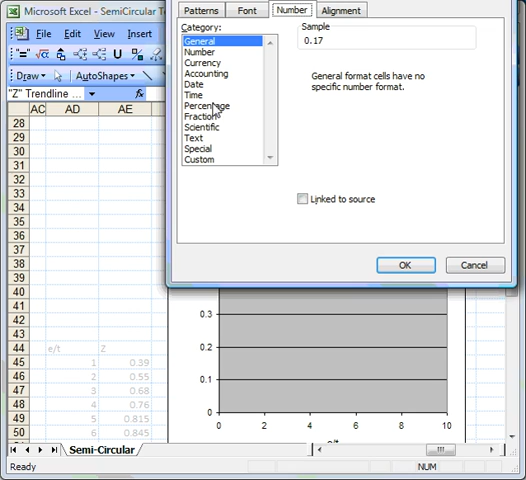 Microsoft Excel - SemiCircular T
File Edit View Insert
Draw AutoShapes
"Z" Trendline
fx
Patterns Font Number Alignment
Category:
General
Number
Currency
Accounting
Date
Time
Percentage
Fraction
Scientific
Text
Special
Custom
Sample
0.17
General format cells have no
specific number format.
Linked to source
OK Cancel
AC AD AE
28
29
30
31
32
33
34
35
36
37
38
39
40
41
42
43
44 e/t Z
45 1 0.39
46 2 0.55
47 3 0.68
48 4 0.76
49 5 0.815
50 6 0.845
0.3
0.2
0.1
0
0 2 4 6 8 10
Semi-Circular
Ready NUM